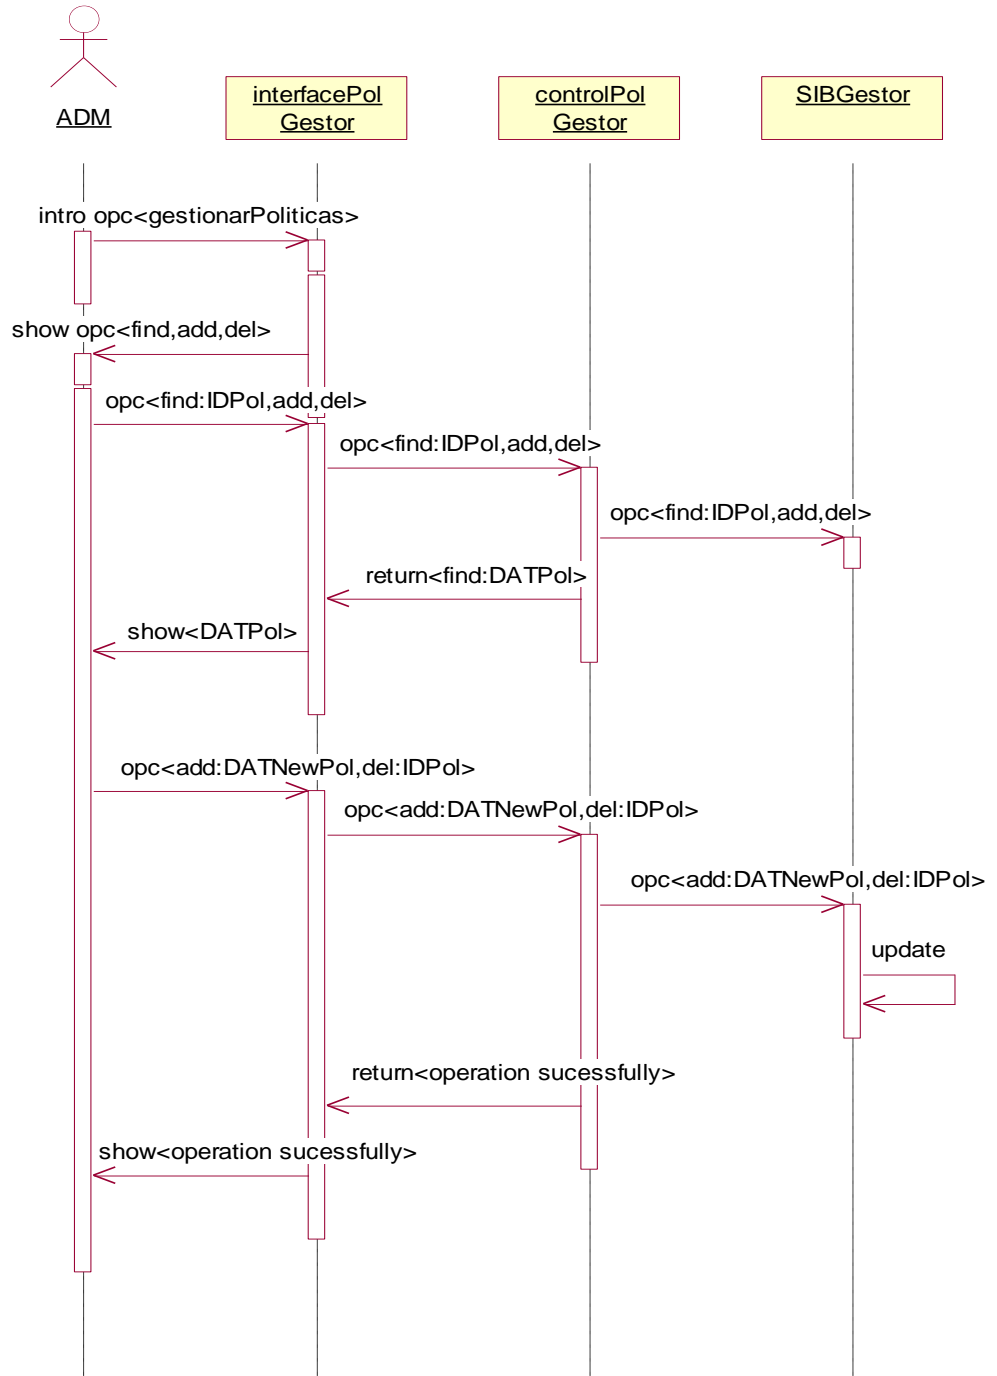 ADM
interfacePol
Gestor
controlPol
Gestor
SIBGestor
intro opc<gestionarPoliticas>
show opc<find,add,del>
opc<find:IDPol,add,del>
opc<find:IDPol,add,del>
opc<find:IDPol,add,del>
return<find:DATPol>
show<DATPol>
opc<add:DATNewPol,del:IDPol>
opc<add:DATNewPol,del:IDPol>
opc<add:DATNewPol,del:IDPol>
update
return<operation sucessfully>
show<operation sucessfully>